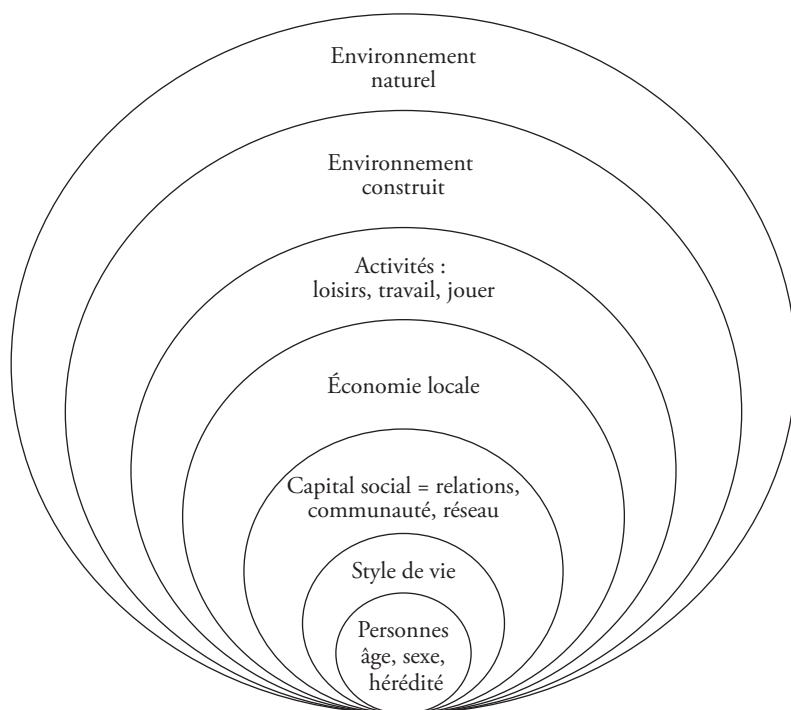 Environnement
naturel
Environnement
construit
Activités :
loisirs, travail, jouer
Économie locale
Capital social = relations,
communauté, réseau
Style de vie
Personnes
âge, sexe,
hérédité